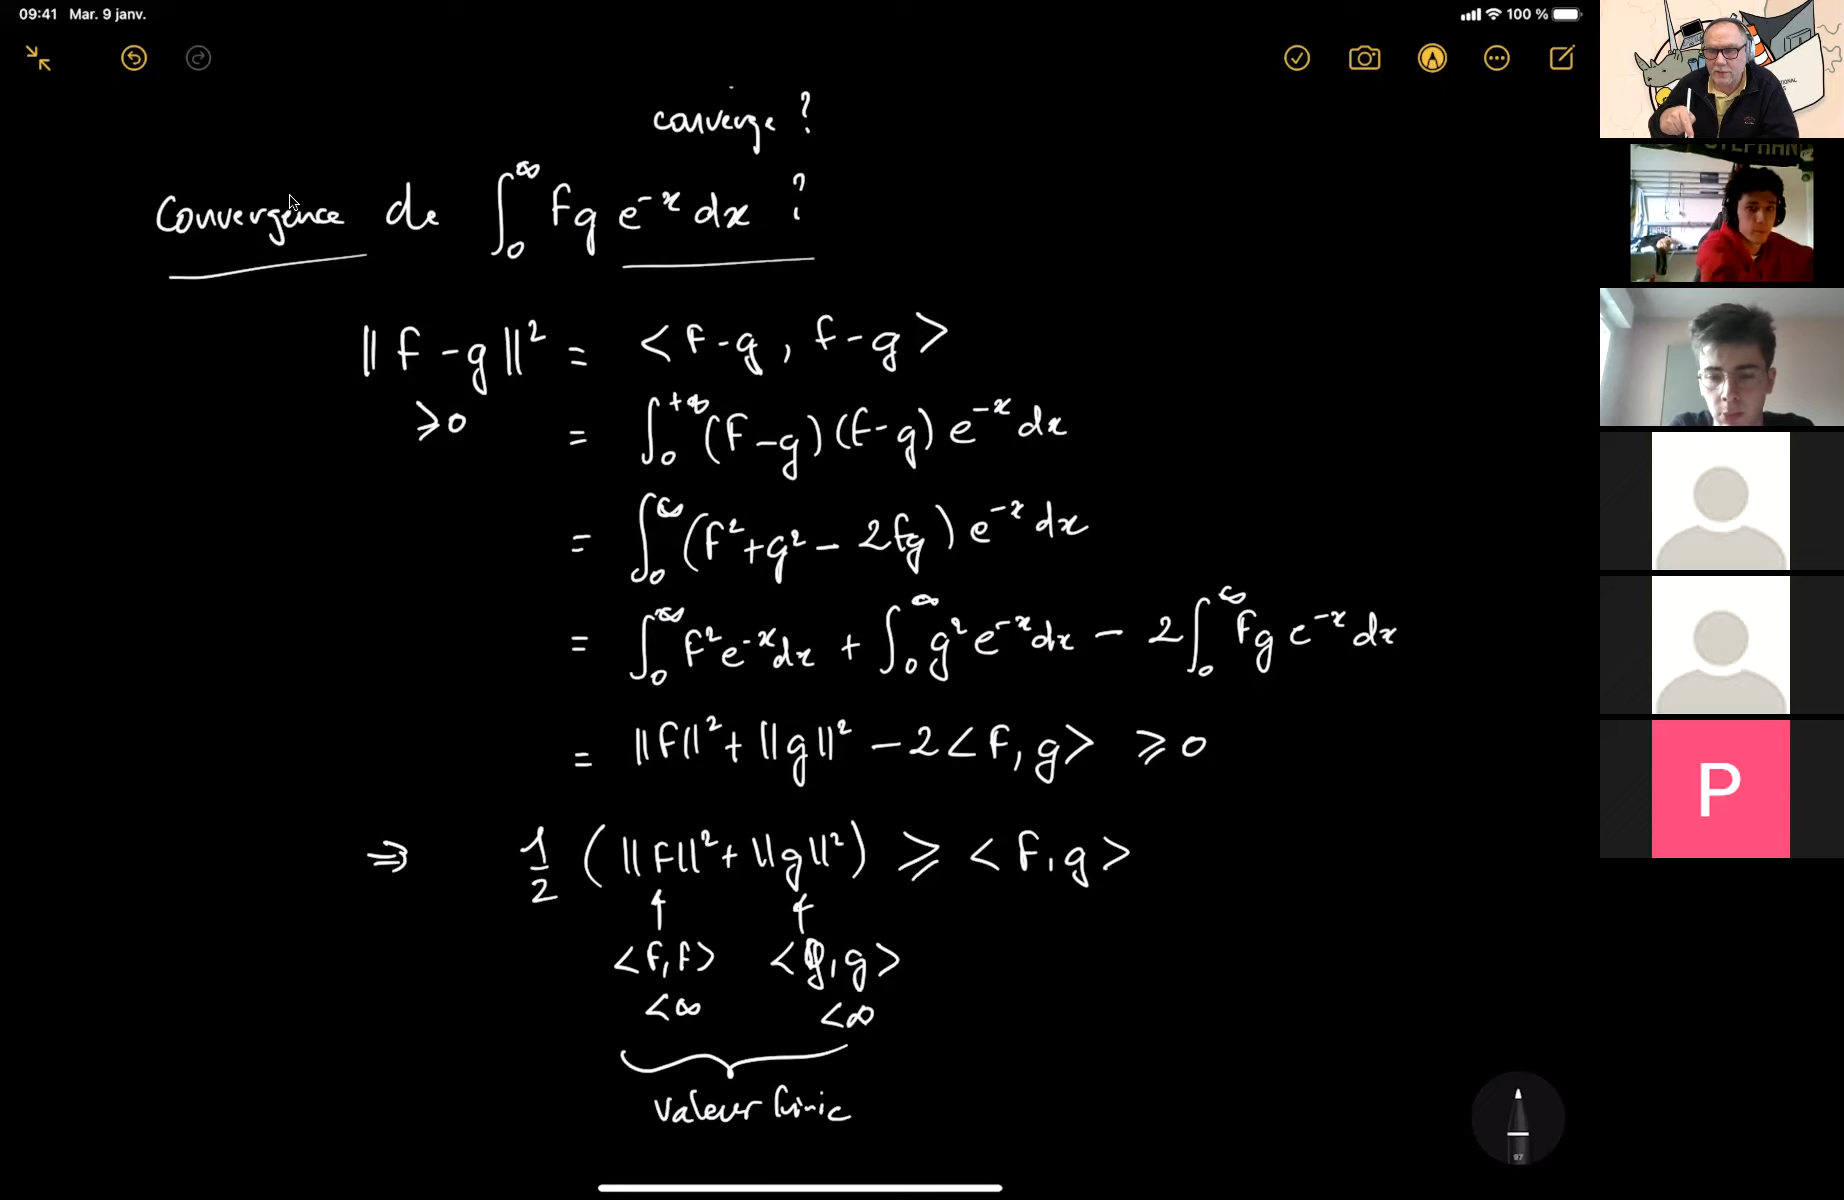 09:41 Mar. 9 janv. 100 %
converge ?
Convergence de ∫₀^∞ fg e^{-x} dx ?
‖f-g‖² = <f-g, f-g>
≥0
= ∫₀^{+∞} (f-g)(f-g) e^{-x} dx
= ∫₀^∞ (f²+g²-2fg) e^{-x} dx
= ∫₀^∞ f² e^{-x} dx + ∫₀^∞ g² e^{-x} dx - 2∫₀^∞ fg e^{-x} dx
= ‖f‖² + ‖g‖² - 2<f,g> ≥ 0
⇒ 1/2 (‖f‖² + ‖g‖²) ≥ <f,g>
↑ ↑
<f,f> <g,g>
<∞ <∞
valeur finie
97
P